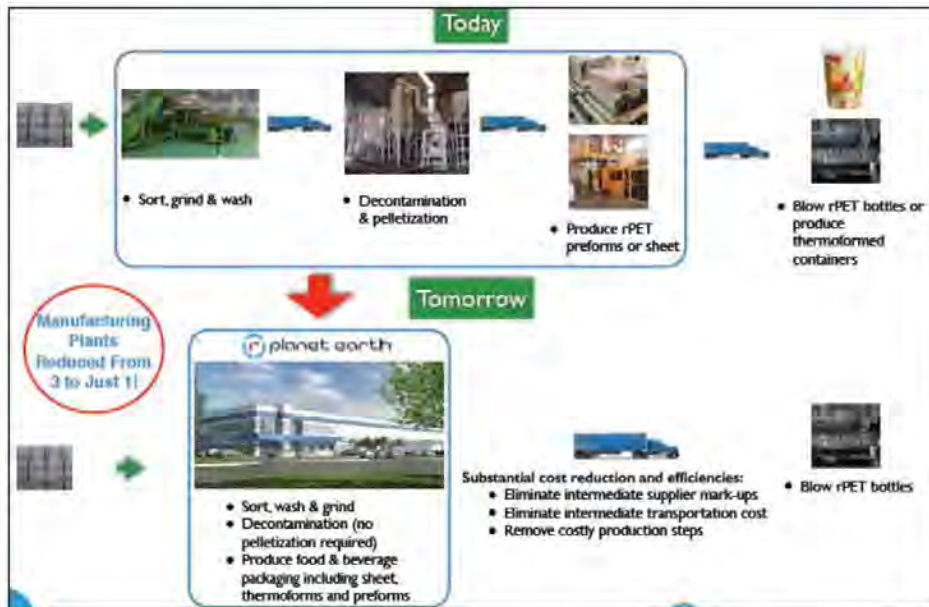 Today
• Sort, grind & wash
• Decontamination
& pelletization
• Produce rPET
preforms or sheet
• Blow rPET bottles or
produce
thermoformed
containers
Tomorrow
Manufacturing
Plants
Reduced From
3 to Just 1!
r planet earth
• Sort, wash & grind
• Decontamination (no
pelletization required)
• Produce food & beverage
packaging including sheet,
thermoforms and preforms
Substantial cost reduction and efficiencies:
• Eliminate intermediate supplier mark-ups
• Eliminate intermediate transportation cost
• Remove costly production steps
• Blow rPET bottles